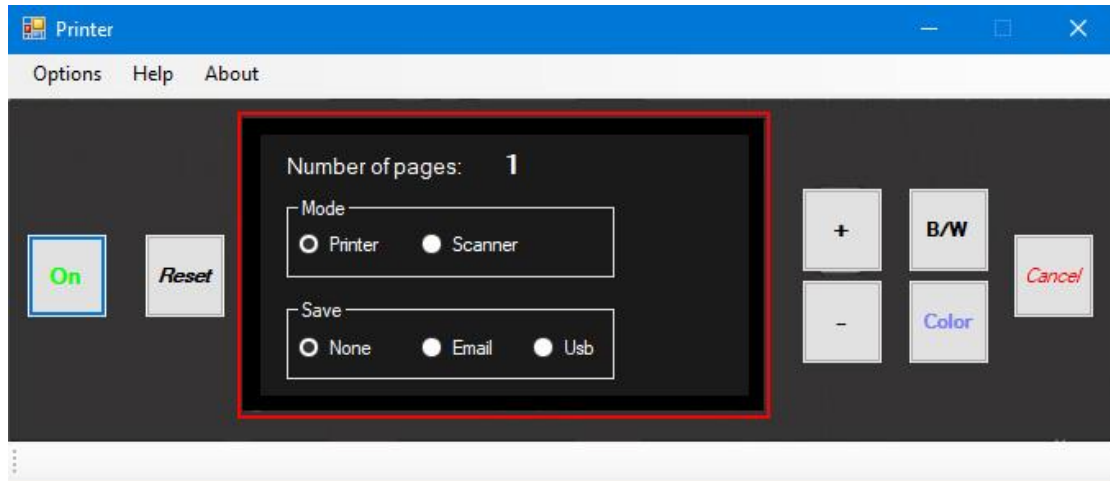 Printer
Options Help About
Number of pages: 1
Mode
Printer Scanner
Save
None Email Usb
On
Reset
+
B/W
-
Color
Cancel